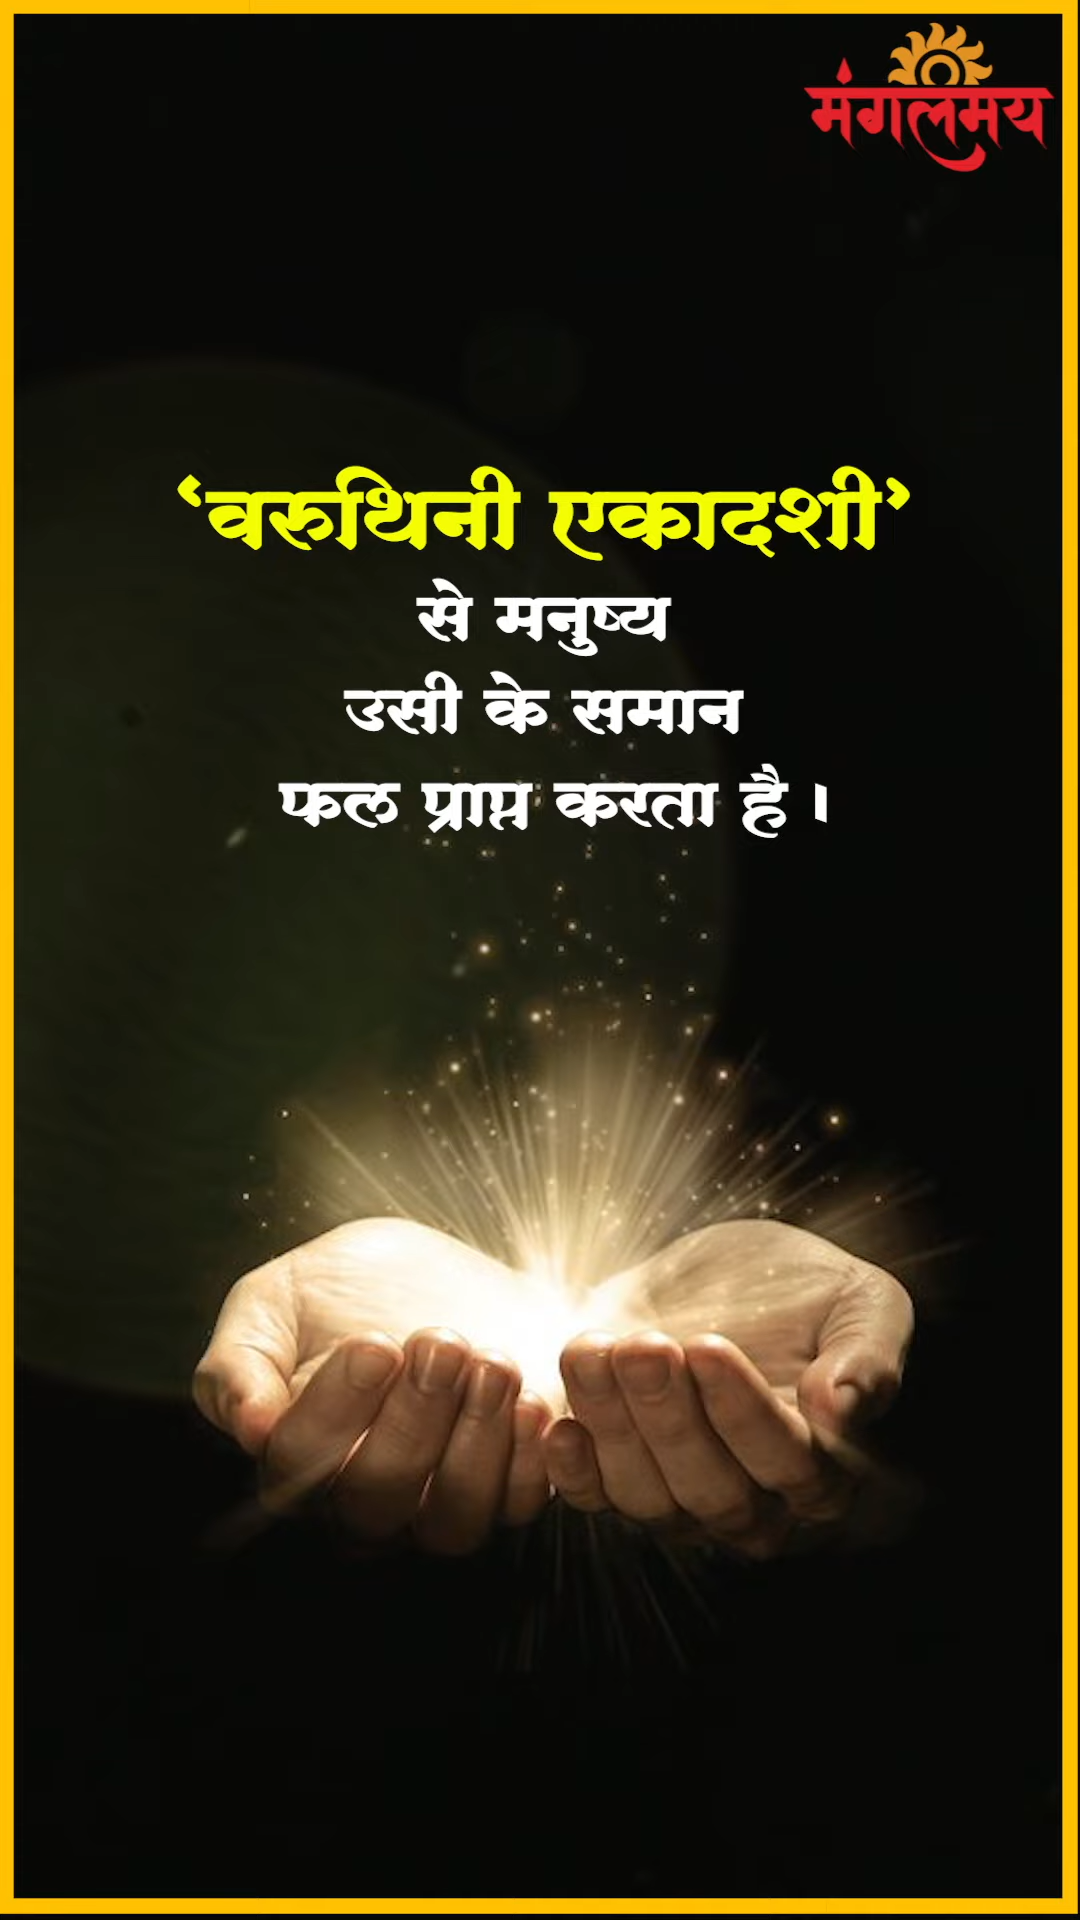 मंगलमय
‘वरुथिनी एकादशी’
से मनुष्य
उसी के समान
फल प्राप्त करता है।